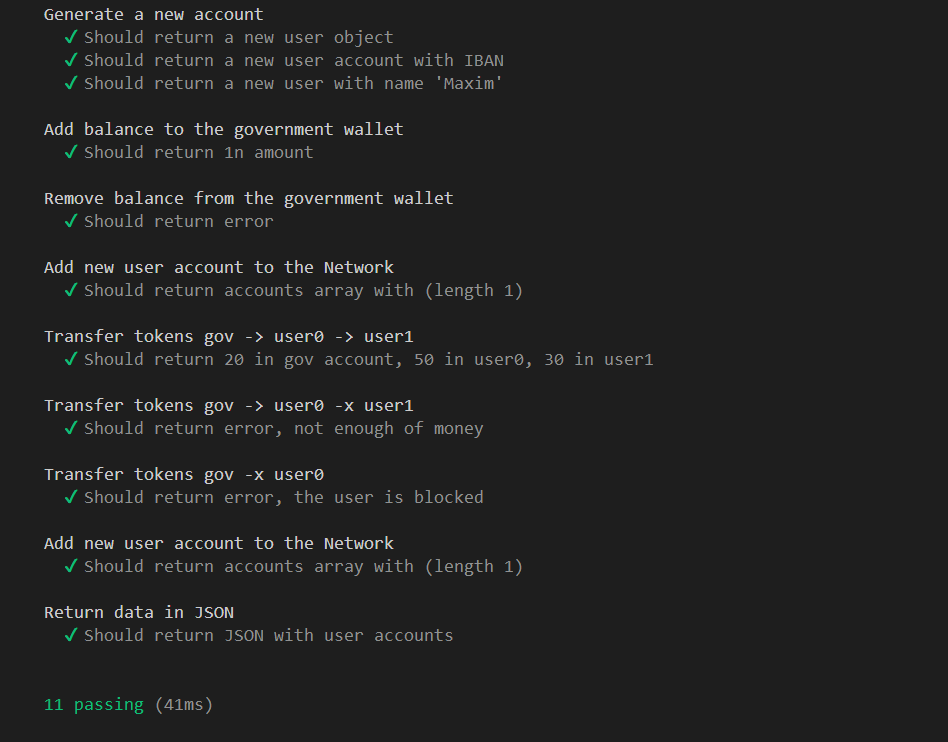 Generate a new account
✓ Should return a new user object
✓ Should return a new user account with IBAN
✓ Should return a new user with name 'Maxim'
Add balance to the government wallet
✓ Should return 1n amount
Remove balance from the government wallet
✓ Should return error
Add new user account to the Network
✓ Should return accounts array with (length 1)
Transfer tokens gov -> user0 -> user1
✓ Should return 20 in gov account, 50 in user0, 30 in user1
Transfer tokens gov -> user0 -x user1
✓ Should return error, not enough of money
Transfer tokens gov -x user0
✓ Should return error, the user is blocked
Add new user account to the Network
✓ Should return accounts array with (length 1)
Return data in JSON
✓ Should return JSON with user accounts
11 passing (41ms)